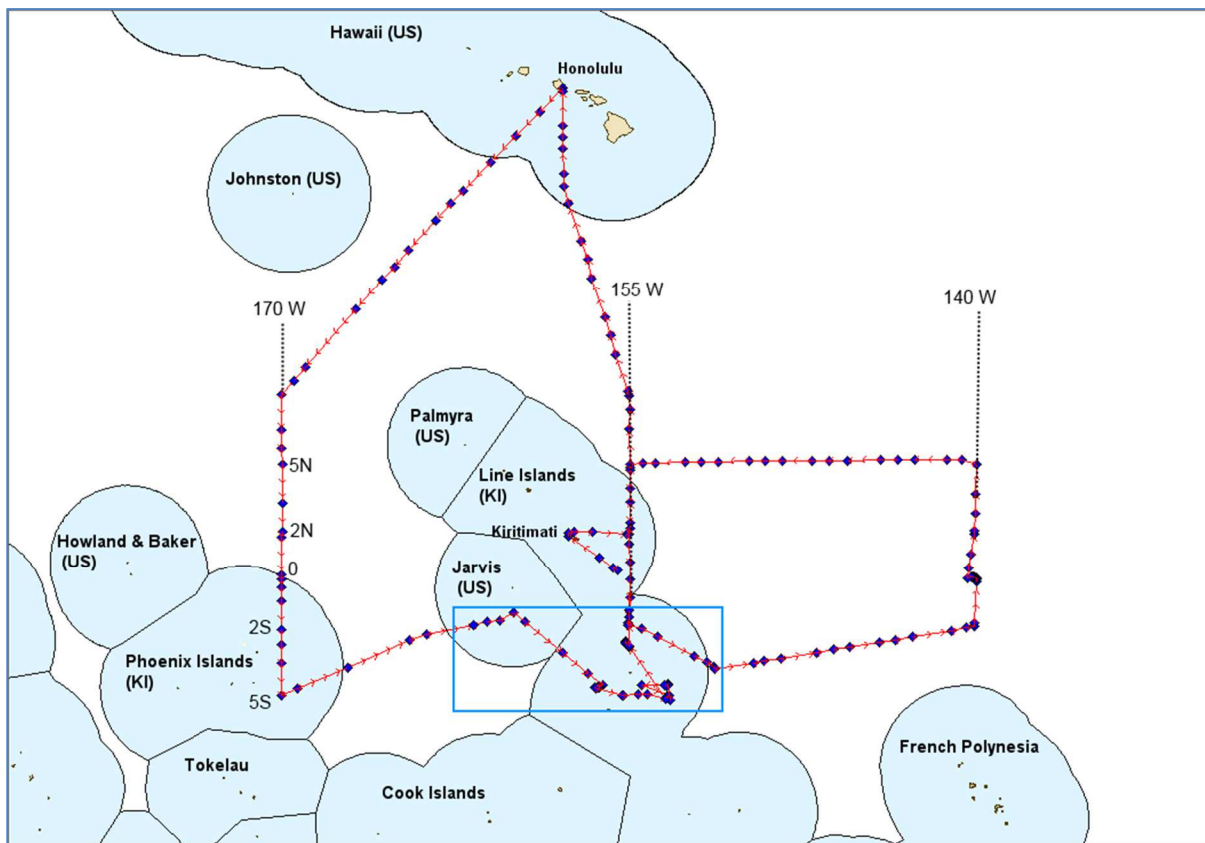 Hawaii (US)
Honolulu
Johnston (US)
170 W
155 W
140 W
Palmyra
(US)
5N
Line Islands
(KI)
2N
Kiritimati
Howland & Baker
(US)
0
Jarvis
(US)
2S
Phoenix Islands
(KI)
5S
French Polynesia
Tokelau
Cook Islands